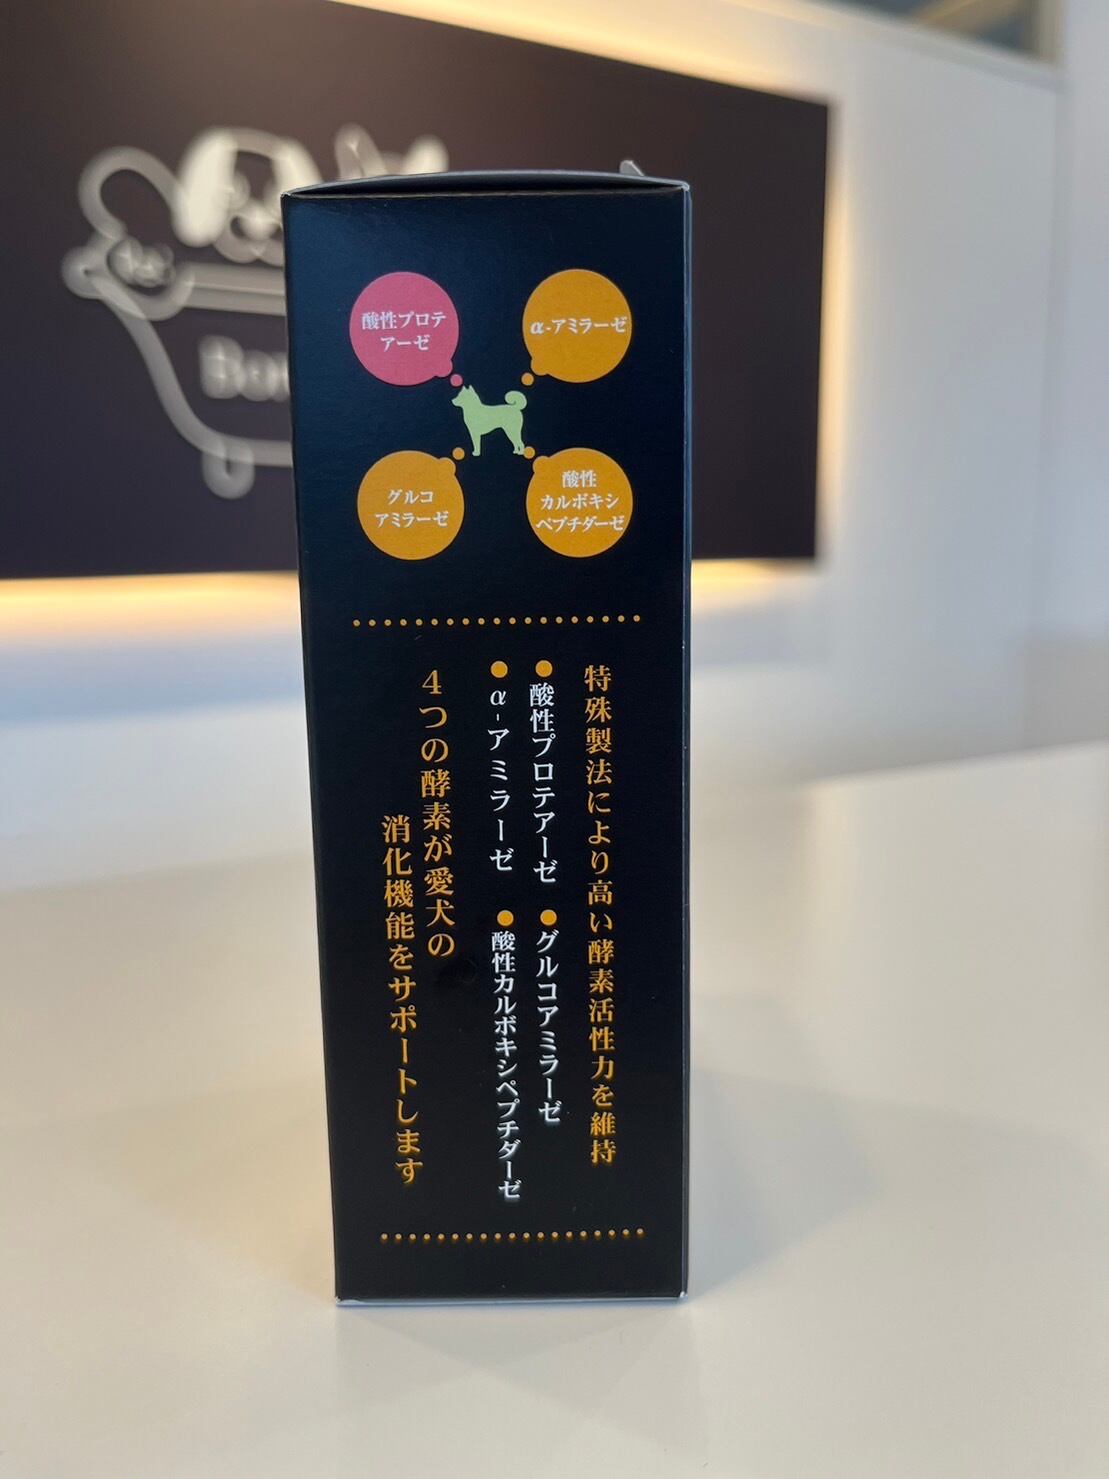 酸性プロテ
アーゼ
α-アミラーゼ
グルコ
アミラーゼ
酸性
カルボキシ
ペプチダーゼ
特殊製法により高い酵素活性力を維持
●酸性プロテアーゼ ●グルコアミラーゼ
●α-アミラーゼ ●酸性カルボキシペプチダーゼ
4つの酵素が愛犬の
消化機能をサポートします